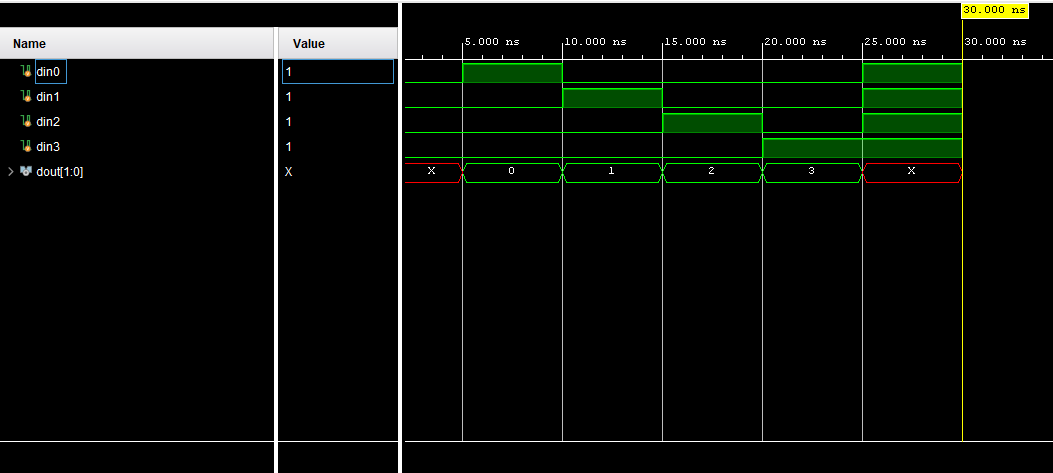 30.000 ns
Name Value
5.000 ns 10.000 ns 15.000 ns 20.000 ns 25.000 ns 30.000 ns
din0 1
din1 1
din2 1
din3 1
dout[1:0] X X 0 1 2 3 X